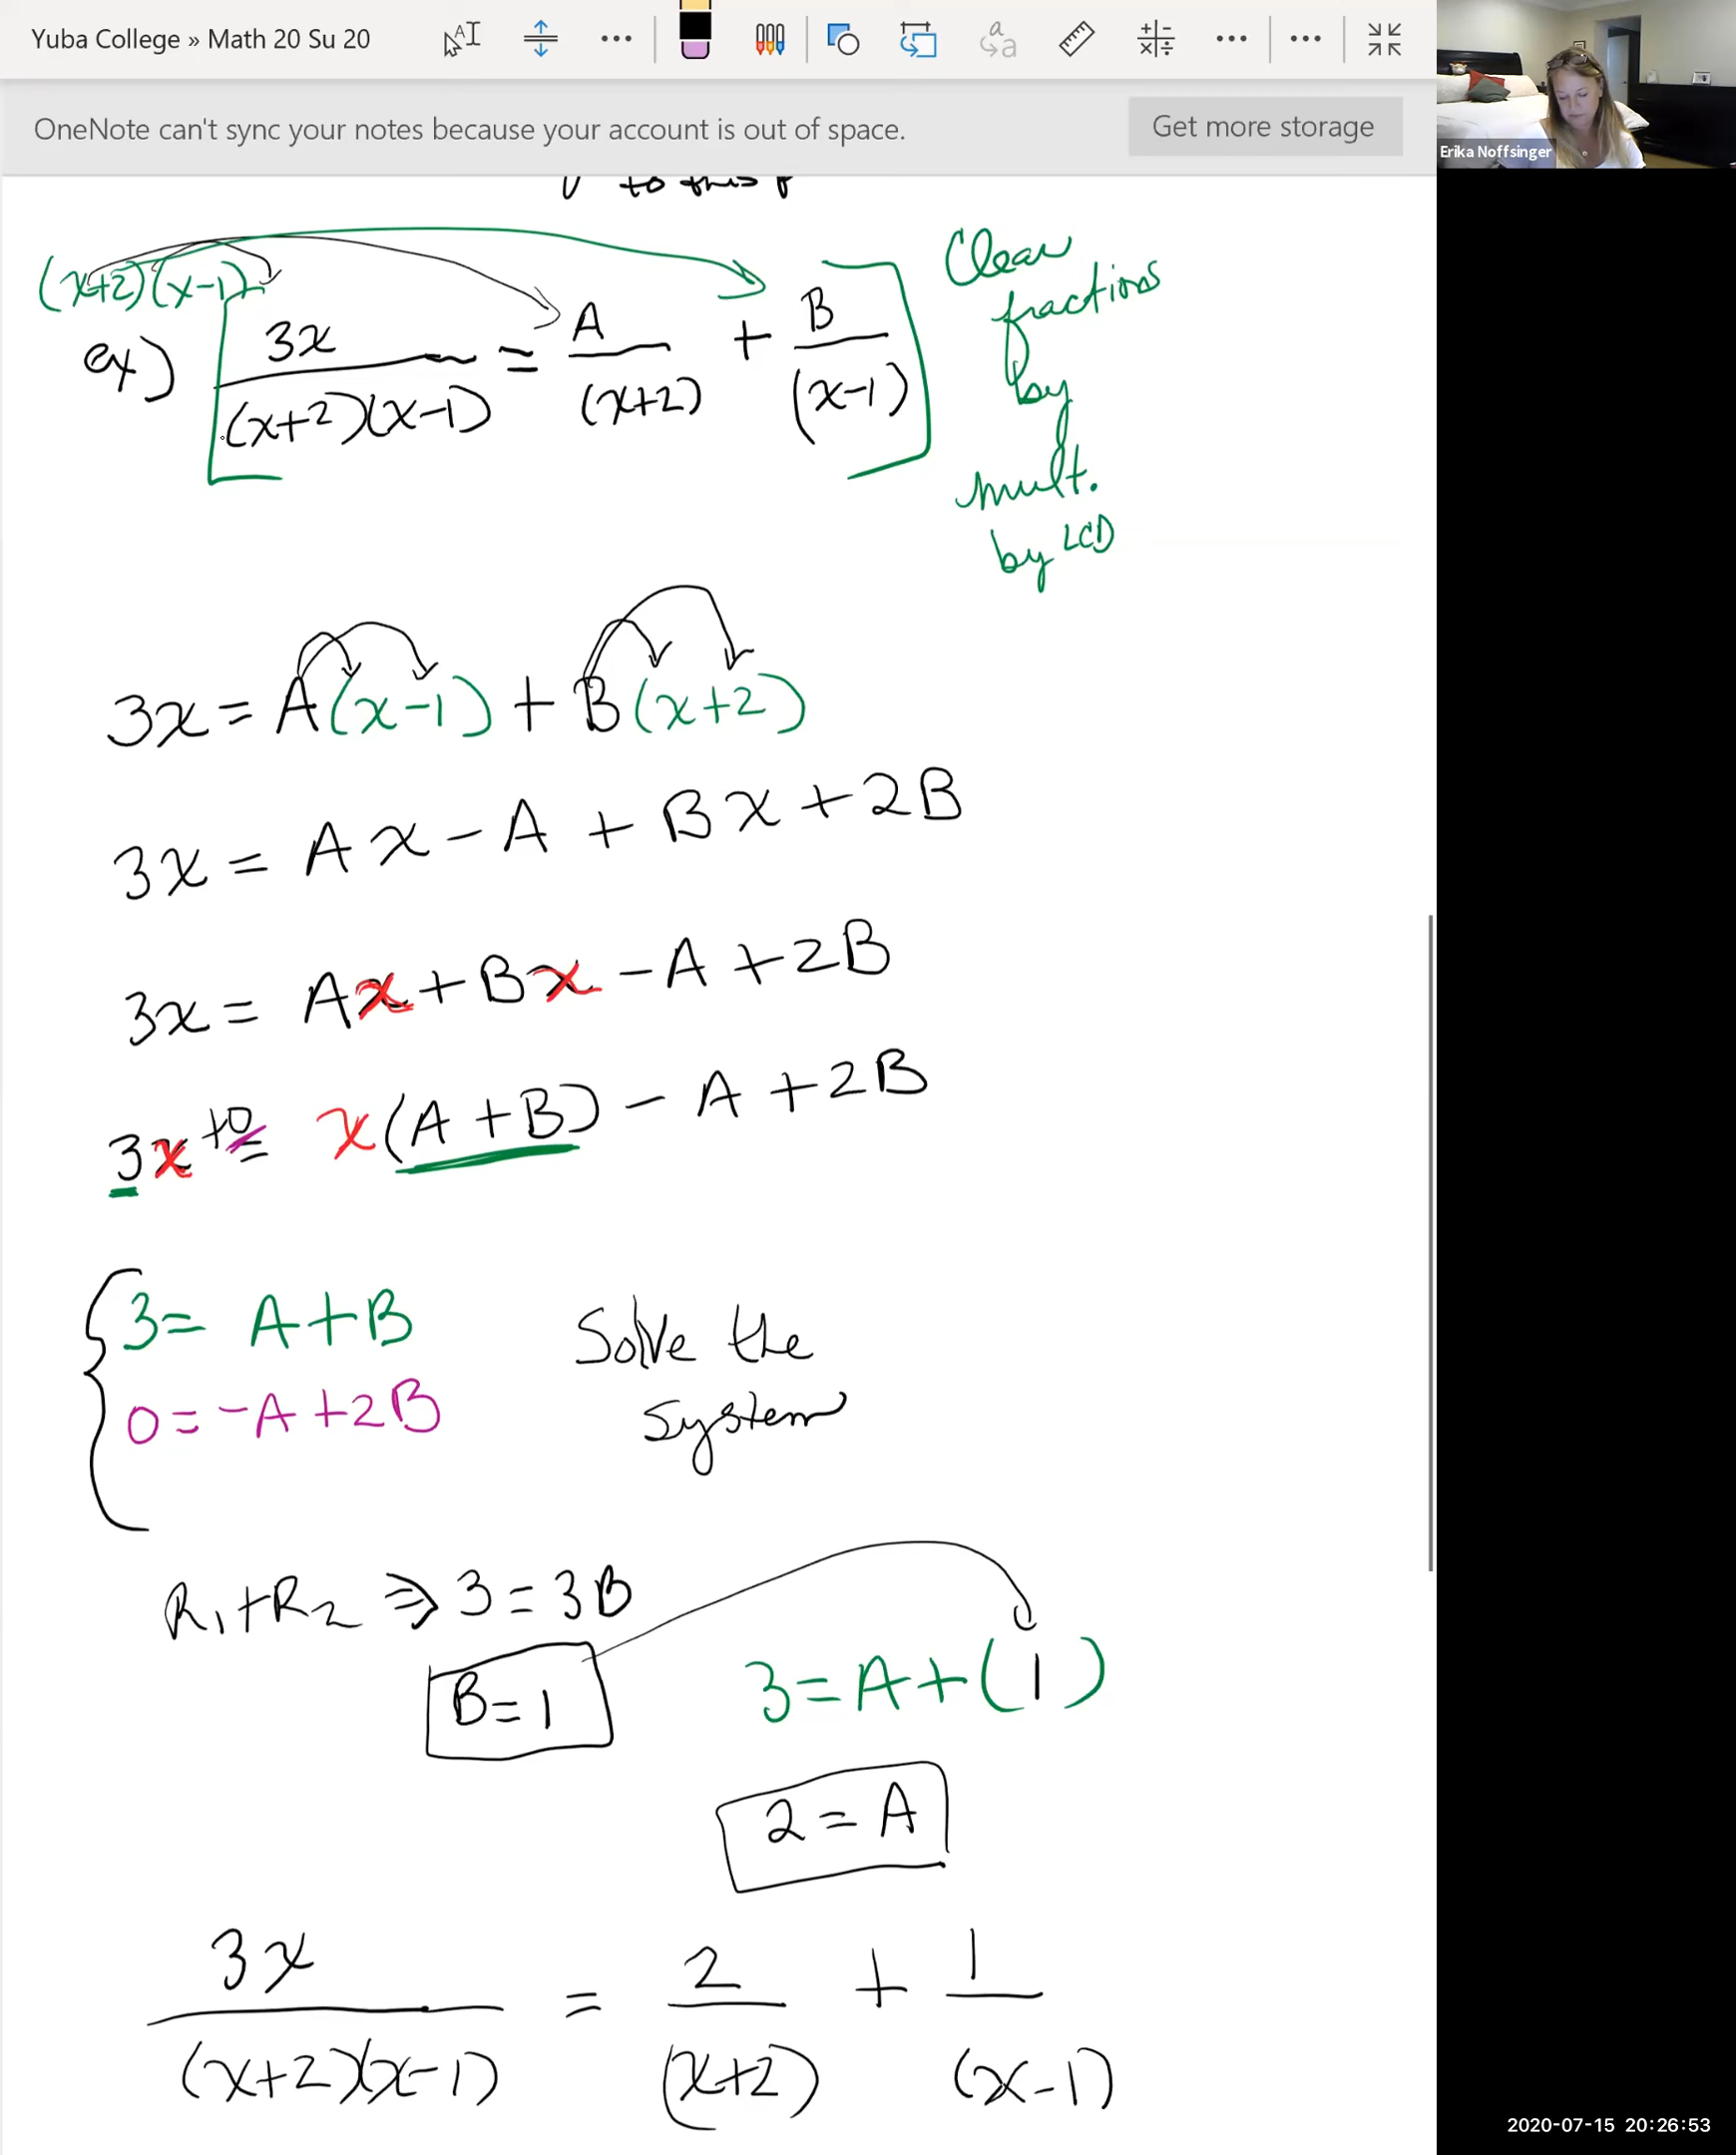 Yuba College » Math 20 Su 20
OneNote can't sync your notes because your account is out of space.
Get more storage
Erika Noffsinger
to this
(x+2)(x-1)
ex) 3x/((x+2)(x-1)) = A/(x+2) + B/(x-1)
Clear
fractions
by
mult.
by LCD
3x = A(x-1) + B(x+2)
3x = Ax - A + Bx + 2B
3x = Ax + Bx - A + 2B
3x +0 = x(A+B) - A + 2B
3 = A+B
0 = -A+2B
Solve the
system
R₁+R₂ ⇒ 3 = 3B
B = 1
3 = A + (1)
2 = A
3x/((x+2)(x-1)) = 2/(x+2) + 1/(x-1)
2020-07-15 20:26:53